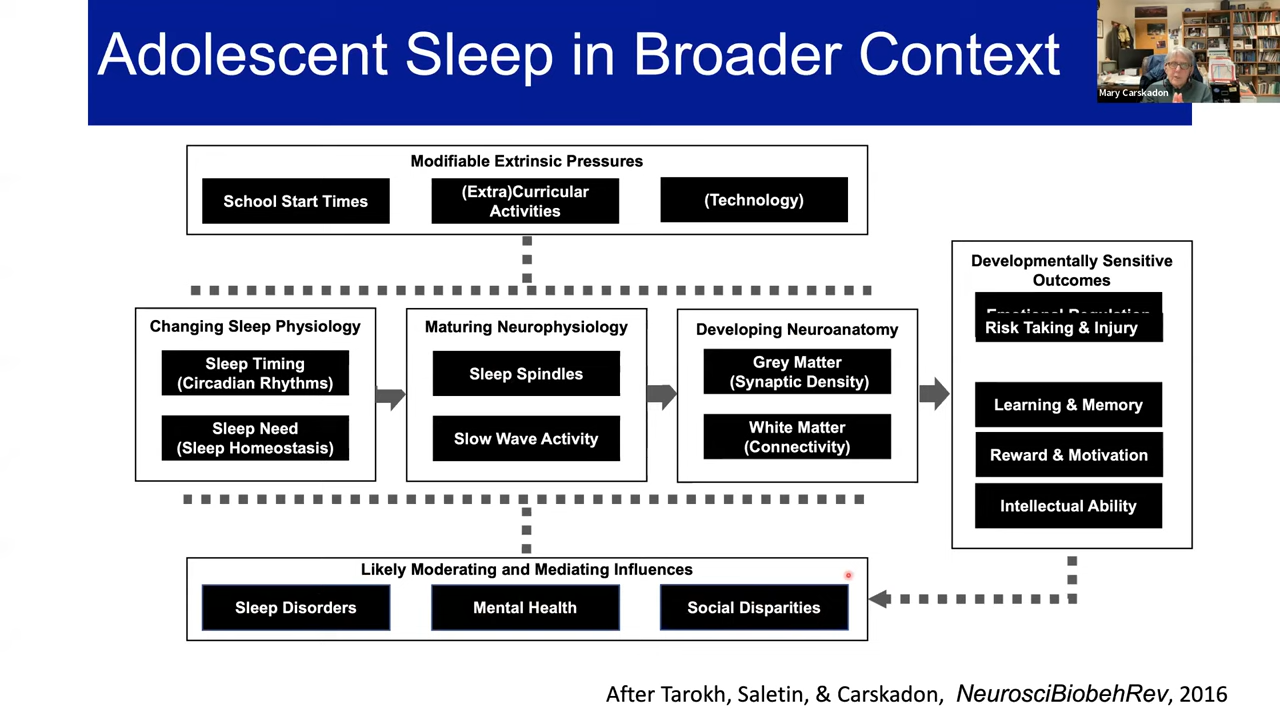 Adolescent Sleep in Broader Context
Mary Carskadon
Modifiable Extrinsic Pressures
School Start Times
(Extra)Curricular
Activities
(Technology)
Changing Sleep Physiology
Sleep Timing
(Circadian Rhythms)
Sleep Need
(Sleep Homeostasis)
Maturing Neurophysiology
Sleep Spindles
Slow Wave Activity
Developing Neuroanatomy
Grey Matter
(Synaptic Density)
White Matter
(Connectivity)
Developmentally Sensitive
Outcomes
Emotional Regulation
Risk Taking & Injury
Learning & Memory
Reward & Motivation
Intellectual Ability
Likely Moderating and Mediating Influences
Sleep Disorders
Mental Health
Social Disparities
After Tarokh, Saletin, & Carskadon, NeurosciBiobehRev, 2016